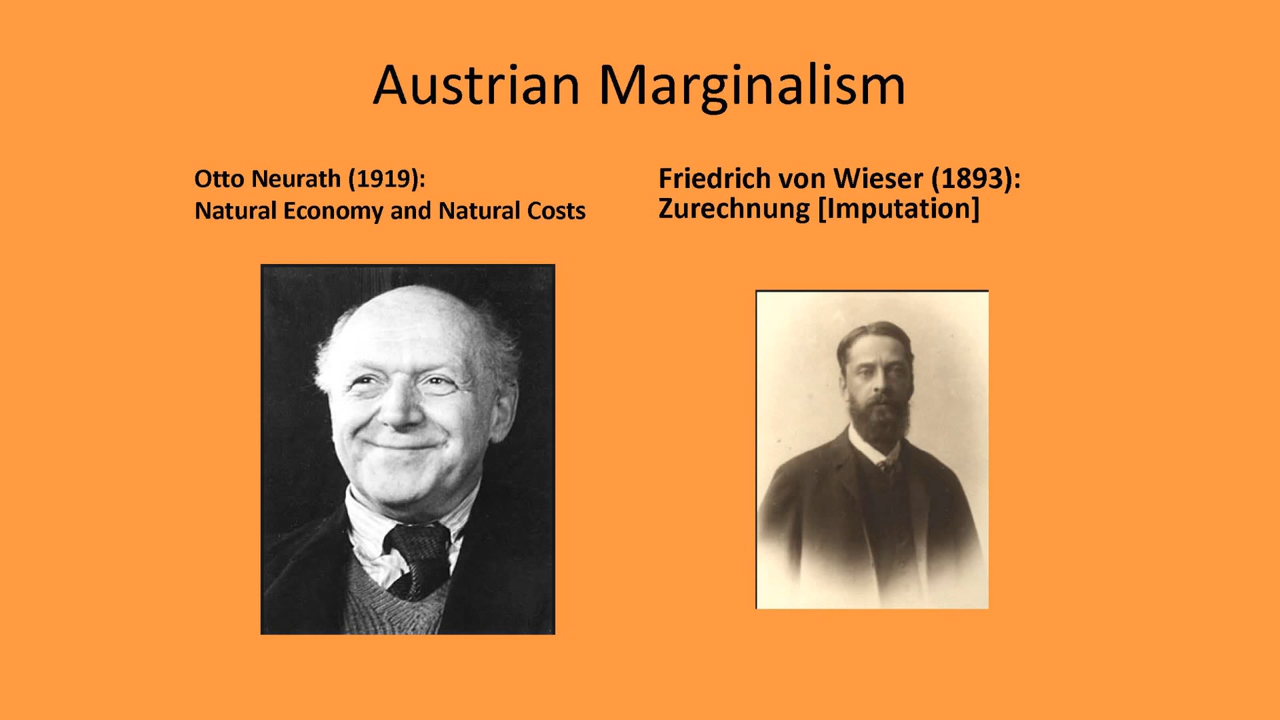 Austrian Marginalism
Otto Neurath (1919):
Natural Economy and Natural Costs
Friedrich von Wieser (1893):
Zurechnung [Imputation]